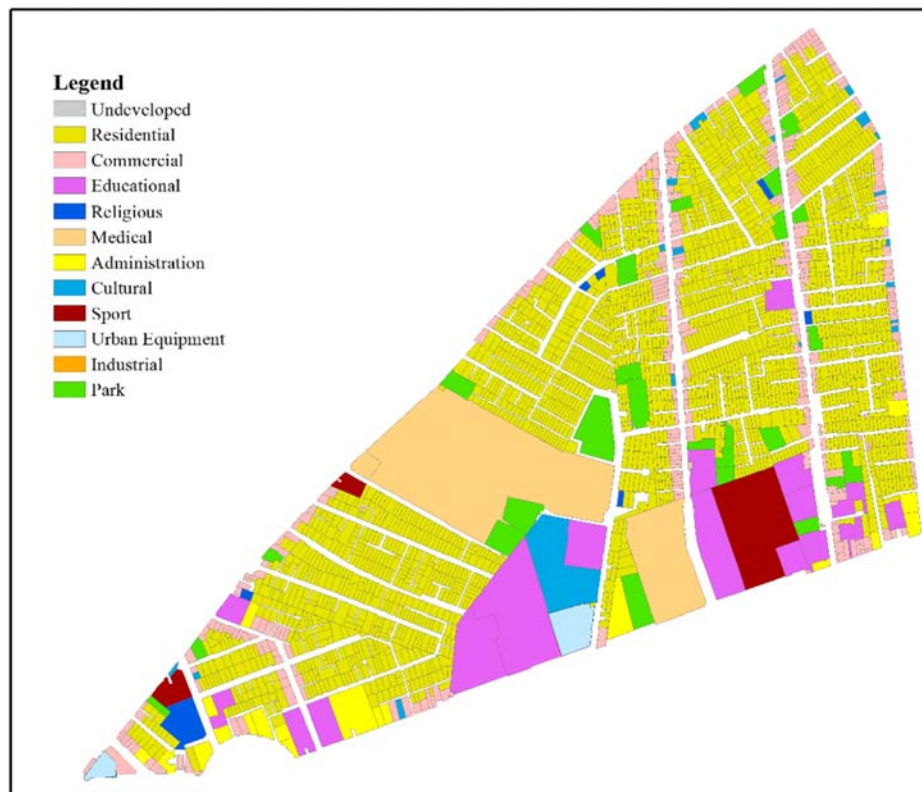 Legend
Undeveloped
Residential
Commercial
Educational
Religious
Medical
Administration
Cultural
Sport
Urban Equipment
Industrial
Park